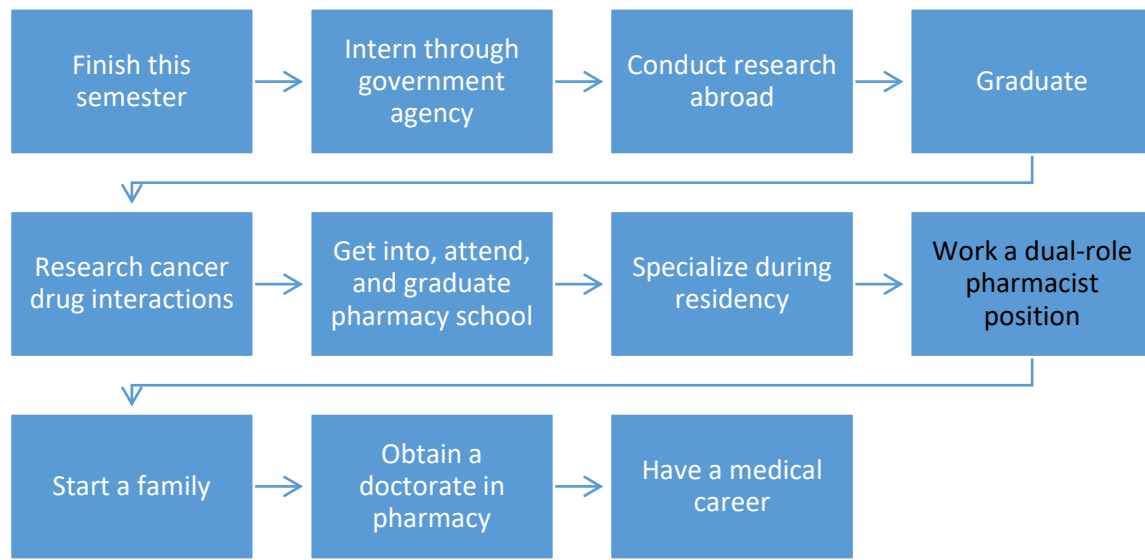 Finish this
semester
Intern through
government
agency
Conduct research
abroad
Graduate
Research cancer
drug interactions
Get into, attend,
and graduate
pharmacy school
Specialize during
residency
Work a dual-role
pharmacist
position
Start a family
Obtain a
doctorate in
pharmacy
Have a medical
career